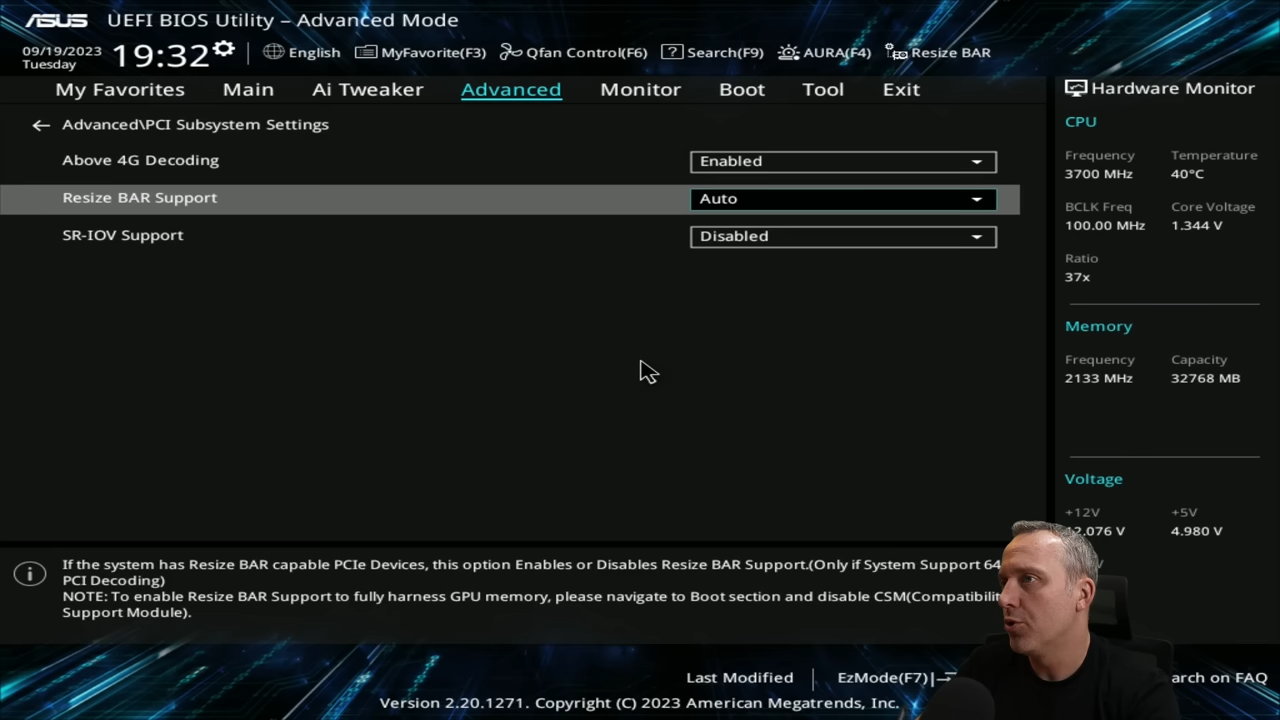 ASUS UEFI BIOS Utility – Advanced Mode
09/19/2023 Tuesday 19:32 English MyFavorite(F3) Qfan Control(F6) ? Search(F9) AURA(F4) Resize BAR
My Favorites Main Ai Tweaker Advanced Monitor Boot Tool Exit
Hardware Monitor
← Advanced\PCI Subsystem Settings
Above 4G Decoding Enabled
Resize BAR Support Auto
SR-IOV Support Disabled
CPU
Frequency Temperature
3700 MHz 40°C
BCLK Freq Core Voltage
100.00 MHz 1.344 V
Ratio
37x
Memory
Frequency Capacity
2133 MHz 32768 MB
Voltage
+12V +5V
12.076 V 4.980 V
If the system has Resize BAR capable PCIe Devices, this option Enables or Disables Resize BAR Support.(Only if System Support 64
PCI Decoding)
NOTE: To enable Resize BAR Support to fully harness GPU memory, please navigate to Boot section and disable CSM(Compatibilit
Support Module).
Last Modified EzMode(F7) arch on FAQ
Version 2.20.1271. Copyright (C) 2023 American Megatrends, Inc.